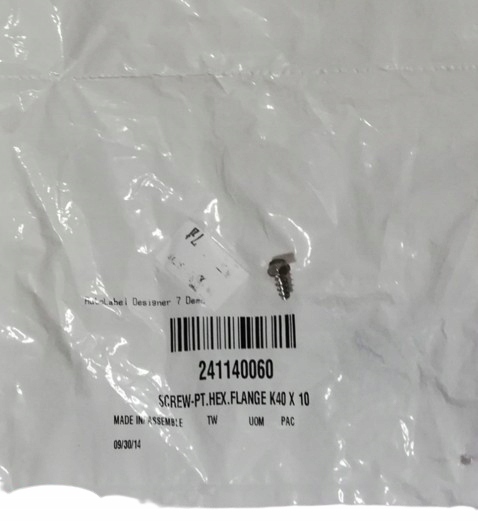 Label Designer 7 Dem
241140060
SCREW-PT.HEX.FLANGE K40 X 10
MADE IN/ASSEMBLE TW UOM PAC
09/30/14